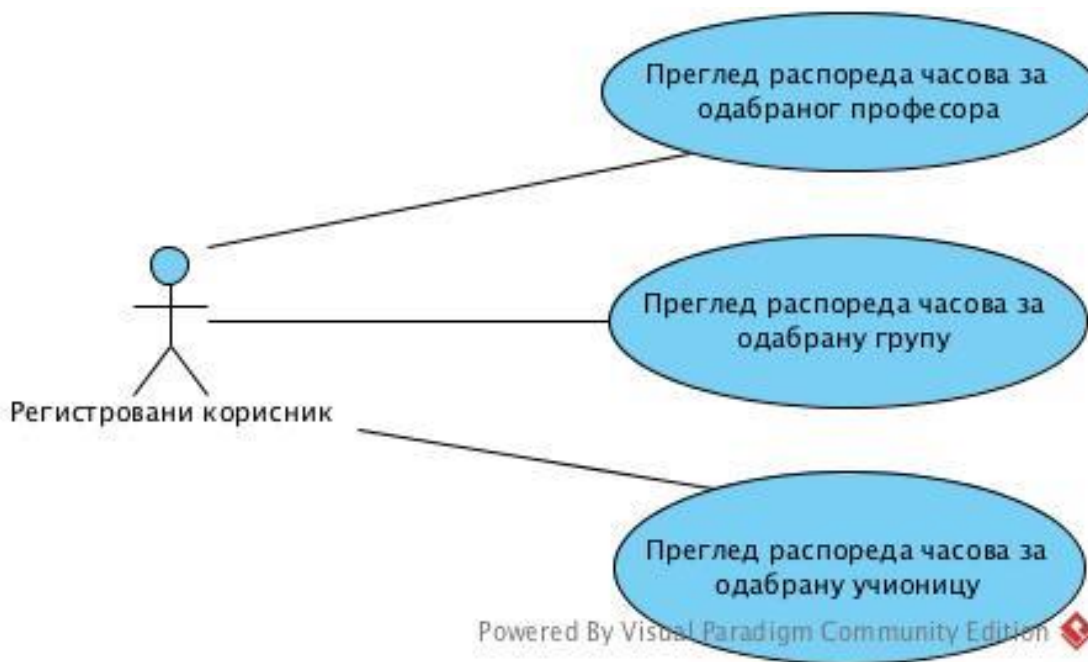 Преглед распореда часова за
одабраног професора
Преглед распореда часова за
одабрану групу
Регистровани корисник
Преглед распореда часова за
одабрану учионицу
Powered By Visual Paradigm Community Edition